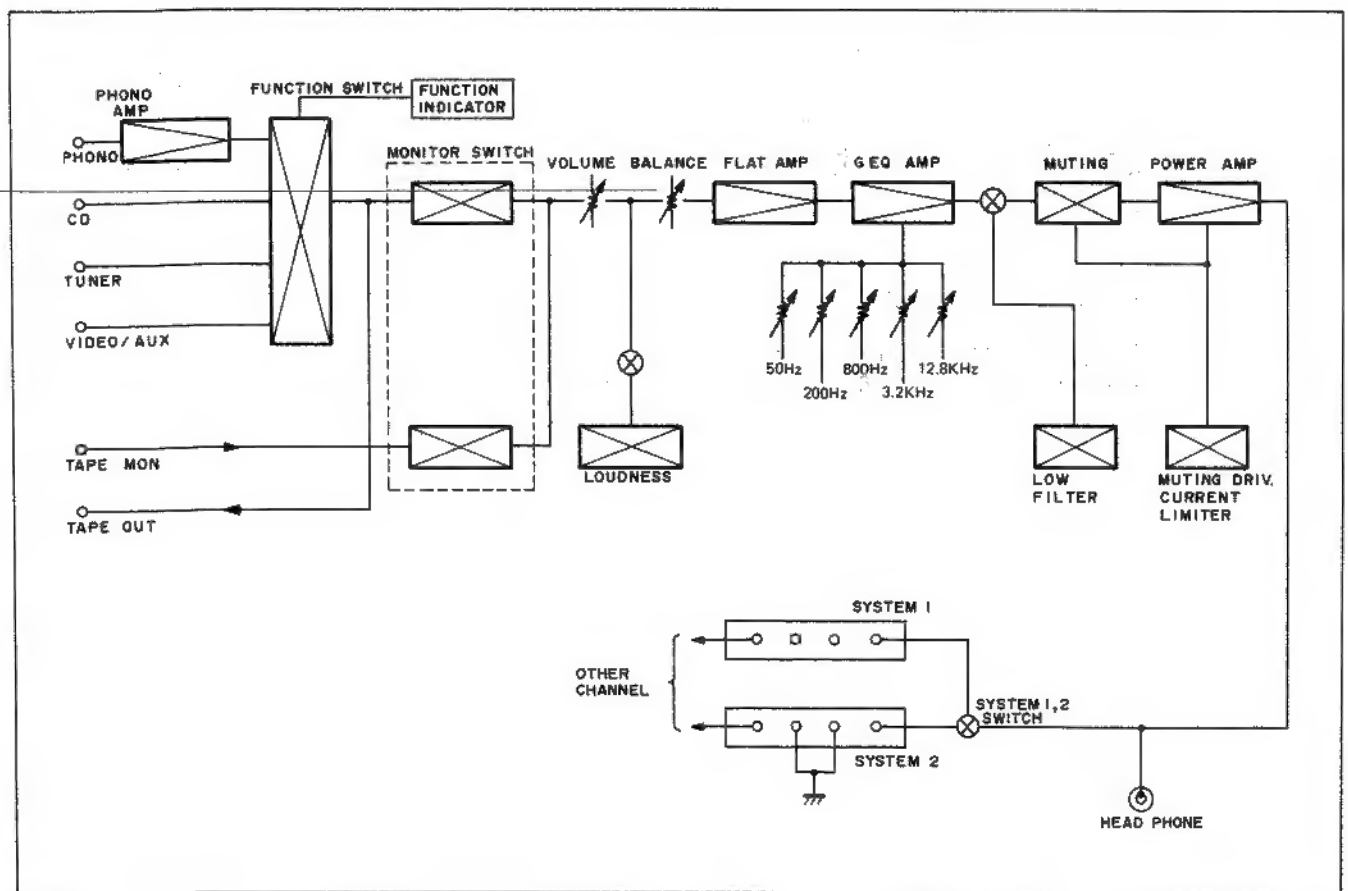 PHONO
AMP
FUNCTION SWITCH
FUNCTION
INDICATOR
PHONO
CD
TUNER
VIDEO/AUX
TAPE MON
TAPE OUT
MONITOR SWITCH
VOLUME
BALANCE
FLAT AMP
GEQ AMP
MUTING
POWER AMP
50Hz
200Hz
800Hz
3.2KHz
12.8KHz
LOUDNESS
LOW
FILTER
MUTING DRIV.
CURRENT
LIMITER
SYSTEM 1
OTHER
CHANNEL
SYSTEM 1,2
SWITCH
SYSTEM 2
HEAD PHONE